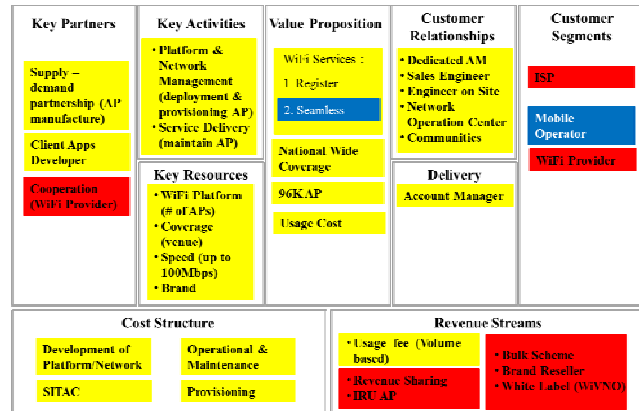 Key Partners
Supply –
demand
partnership (AP
manufacture)
Client Apps
Developer
Cooperation
(WiFi Provider)
Key Activities
• Platform &
Network
Management
(deployment &
provisioning AP)
• Service Delivery
(maintain AP)
Key Resources
• WiFi Platform
(# of APs)
• Coverage
(venue)
• Speed (up to
100Mbps)
• Brand
Value Proposition
WiFi Services :
1. Register
2. Seamless
National Wide
Coverage
96K AP
Usage Cost
Customer
Relationships
• Dedicated AM
• Sales Engineer
• Engineer on Site
• Network
Operation Center
• Communities
Delivery
Account Manager
Customer
Segments
ISP
Mobile
Operator
WiFi Provider
Cost Structure
Development of
Platform/Network
Operational &
Maintenance
SITAC
Provisioning
Revenue Streams
• Usage fee (Volume
based)
• Revenue Sharing
• IRU AP
• Bulk Scheme
• Brand Reseller
• White Label (WiVNO)